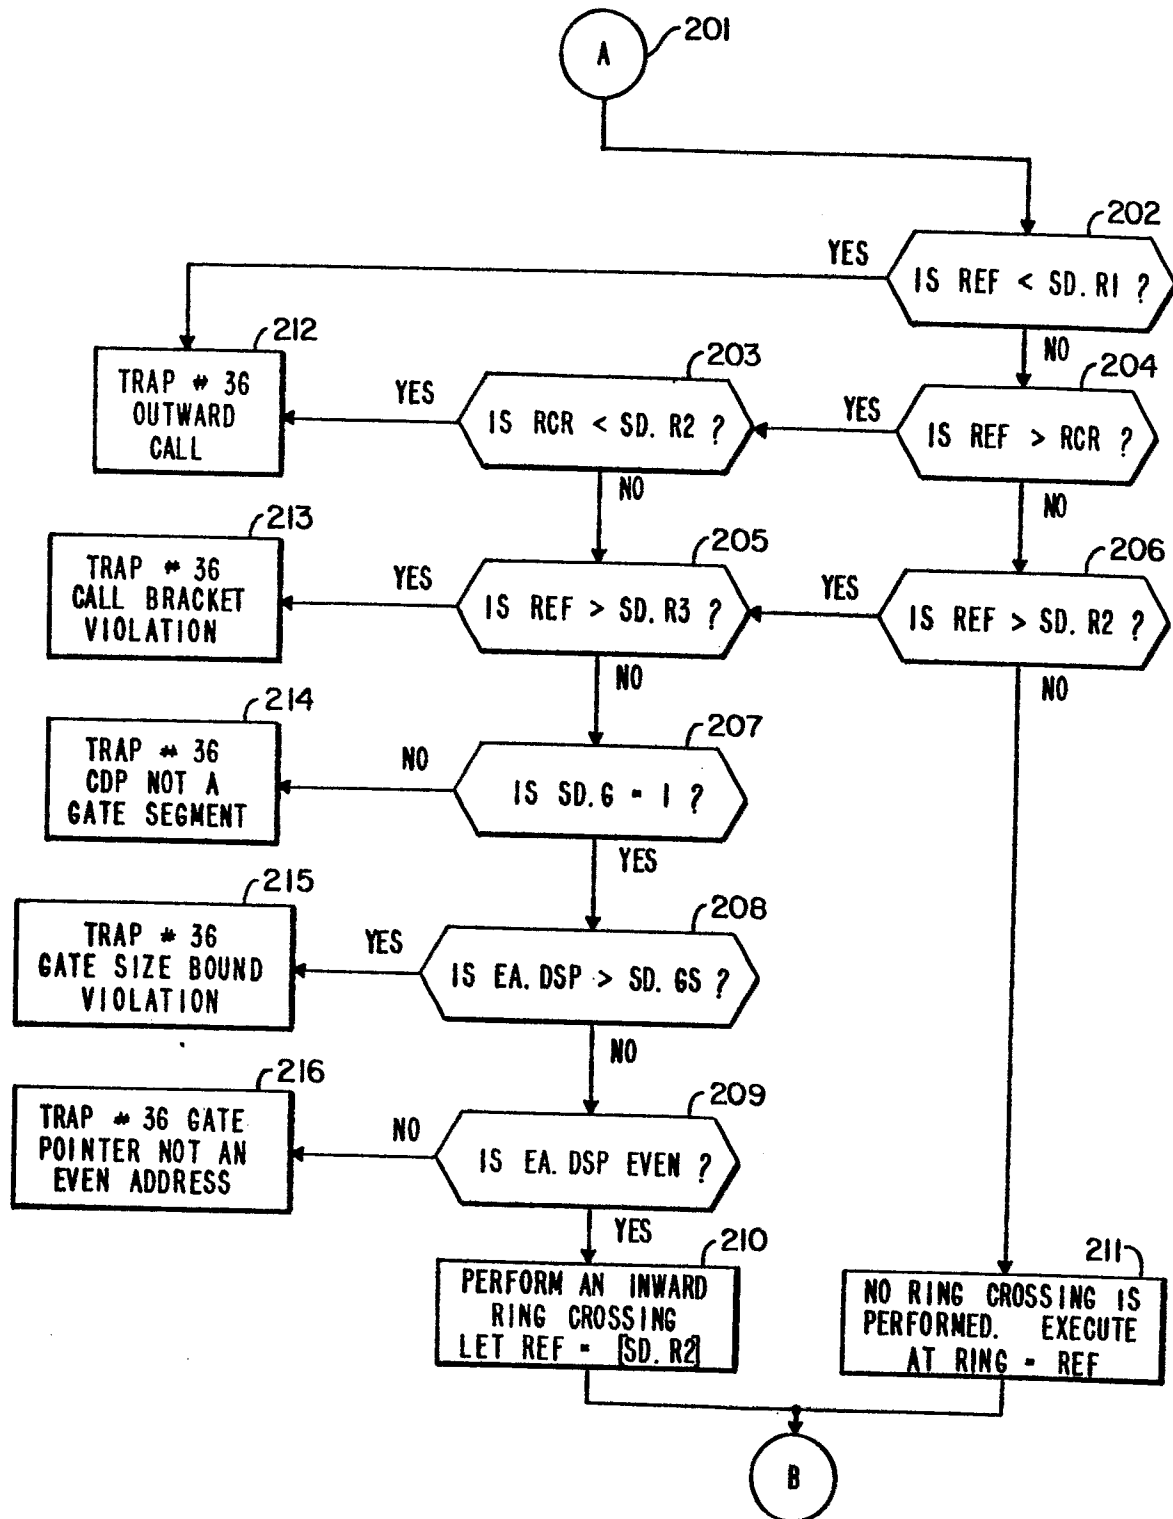 A
201
202
YES
IS REF < SD. R1 ?
NO
212
TRAP # 36
OUTWARD
CALL
YES
203
IS RCR < SD. R2 ?
YES
204
IS REF > RCR ?
NO
NO
213
TRAP # 36
CALL BRACKET
VIOLATION
YES
205
IS REF > SD. R3 ?
YES
206
IS REF > SD. R2 ?
NO
NO
214
TRAP # 36
CDP NOT A
GATE SEGMENT
NO
207
IS SD. G = 1 ?
YES
215
TRAP # 36
GATE SIZE BOUND
VIOLATION
YES
208
IS EA. DSP > SD. GS ?
NO
216
TRAP # 36 GATE
POINTER NOT AN
EVEN ADDRESS
NO
209
IS EA. DSP EVEN ?
YES
210
PERFORM AN INWARD
RING CROSSING
LET REF = [SD. R2]
211
NO RING CROSSING IS
PERFORMED. EXECUTE
AT RING = REF
B